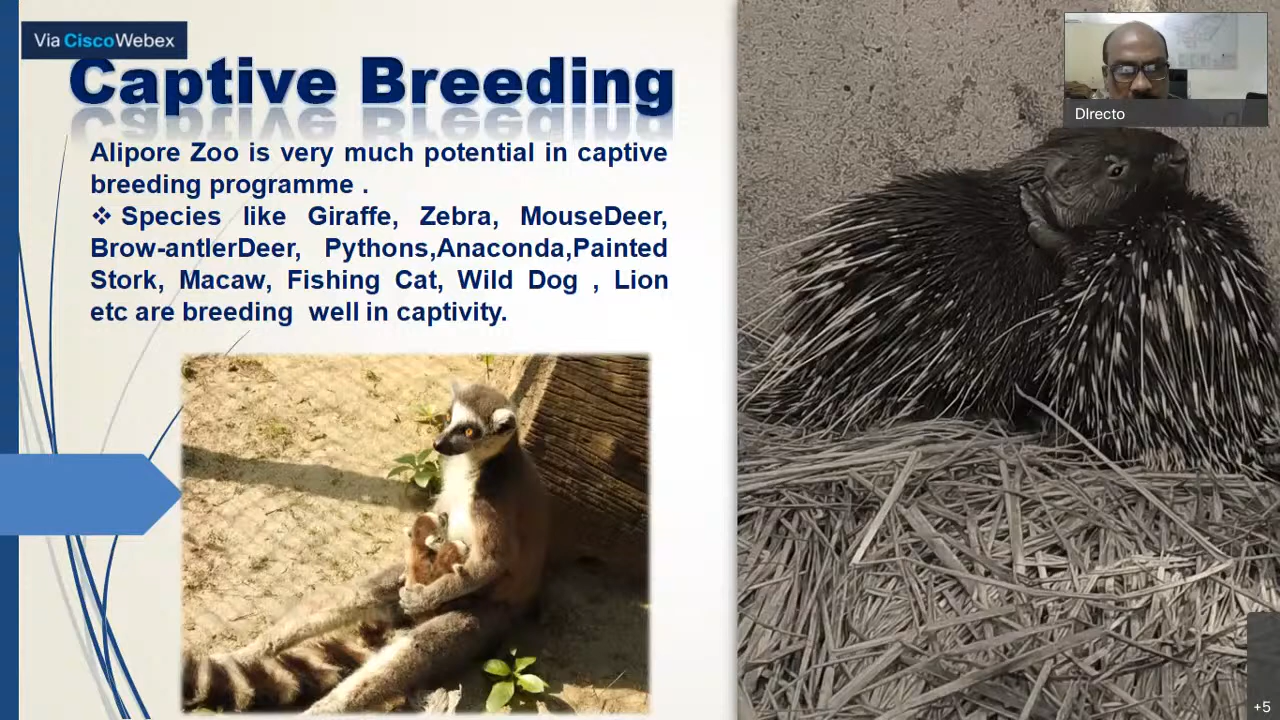 Via Cisco Webex
Captive Breeding
Alipore Zoo is very much potential in captive
breeding programme .
❖ Species like Giraffe, Zebra, MouseDeer,
Brow-antlerDeer, Pythons,Anaconda,Painted
Stork, Macaw, Fishing Cat, Wild Dog , Lion
etc are breeding well in captivity.
DIrecto
+5